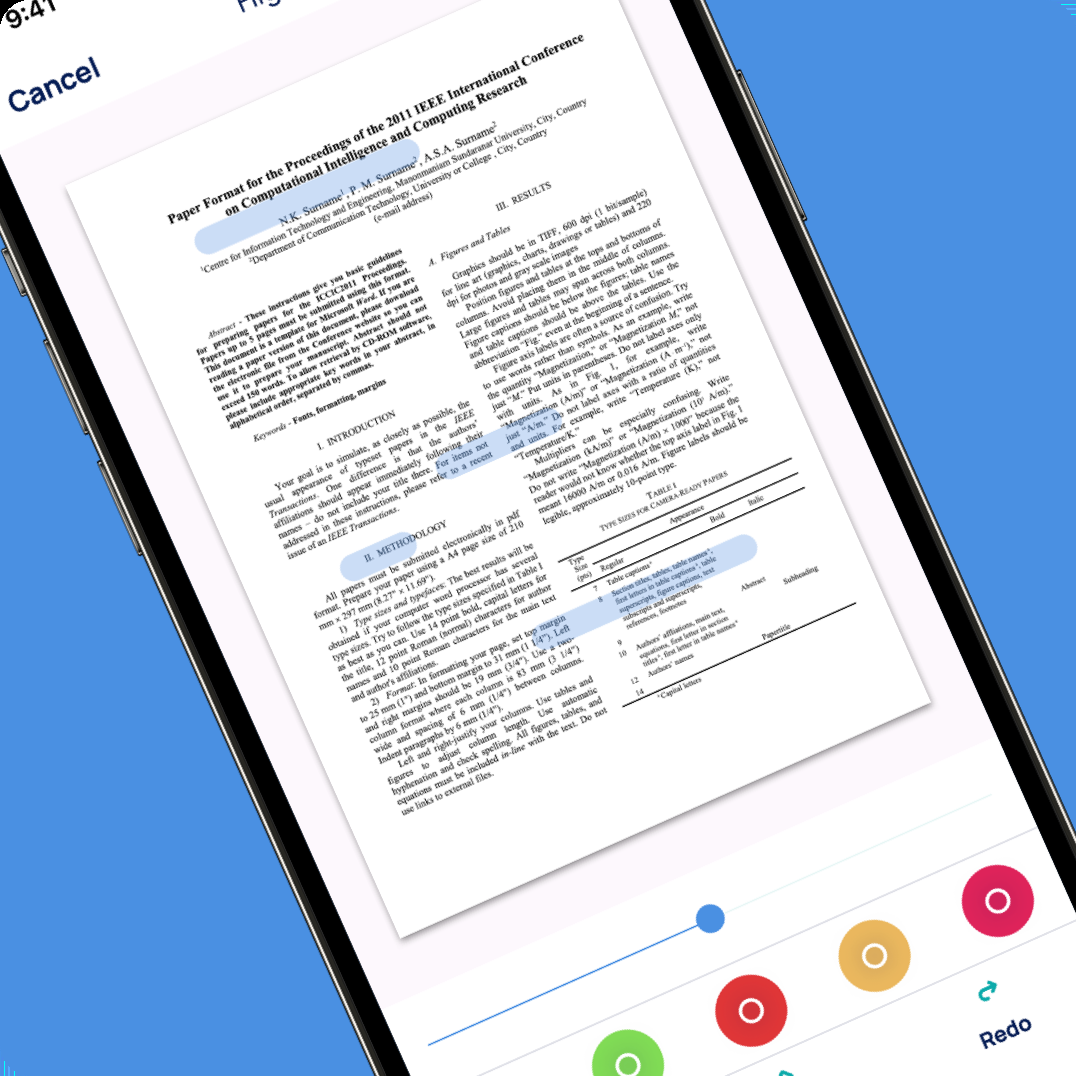 9:41
Cancel
Paper Format for the Proceedings of the 2011 IEEE International Conference
on Computational Intelligence and Computing Research
N.K. Surname¹, P. M. Surname², A.S.A. Surname²
¹Centre for Information Technology and Engineering, Manonmaniam Sundaranar University, City, Country
²Department of Communication Technology, University or College , City, Country
(e-mail address)
Abstract - These instructions give you basic guidelines
for preparing papers for the ICCIC2011 Proceedings.
Papers up to 5 pages must be submitted using this format.
This document is a template for Microsoft Word. If you are
reading a paper version of this document, please download
the electronic file from the Conference website so you can
use it to prepare your manuscript. Abstract should not
exceed 150 words. To allow retrieval by CD-ROM software,
please include appropriate key words in your abstract, in
alphabetical order, separated by commas.
Keywords - Fonts, formatting, margins
I. INTRODUCTION
Your goal is to simulate, as closely as possible, the
usual appearance of typeset papers in the IEEE
Transactions. One difference is that the authors'
affiliations should appear immediately following their
names – do not include your title there. For items not
addressed in these instructions, please refer to a recent
issue of an IEEE Transactions.
II. METHODOLOGY
All papers must be submitted electronically in pdf
format. Prepare your paper using a A4 page size of 210
mm x 297 mm (8.27" x 11.69").
1) Type sizes and typefaces: The best results will be
obtained if your computer word processor has several
type sizes. Try to follow the type sizes specified in Table I
as best as you can. Use 14 point bold, capital letters for
the title, 12 point Roman (normal) characters for author
names and 10 point Roman characters for the main text
and author's affiliations.
2) Format: In formatting your page, set top margin
to 25 mm (1") and bottom margin to 31 mm (1 1/4"). Left
and right margins should be 19 mm (3/4"). Use a two-
column format where each column is 83 mm (3 1/4")
wide and spacing of 6 mm (1/4") between columns.
Indent paragraphs by 6 mm (1/4").
Left and right-justify your columns. Use tables and
figures to adjust column length. Use automatic
hyphenation and check spelling. All figures, tables, and
equations must be included in-line with the text. Do not
use links to external files.
III. RESULTS
A. Figures and Tables
Graphics should be in TIFF, 600 dpi (1 bit/sample)
for line art (graphics, charts, drawings or tables) and 220
dpi for photos and gray scale images
Position figures and tables at the tops and bottoms of
columns. Avoid placing them in the middle of columns.
Large figures and tables may span across both columns.
Figure captions should be below the figures; table names
and table captions should be above the tables. Use the
abbreviation "Fig." even at the beginning of a sentence.
Figure axis labels are often a source of confusion. Try
to use words rather than symbols. As an example, write
the quantity "Magnetization," or "Magnetization M," not
just "M." Put units in parentheses. Do not label axes only
with units. As in Fig. 1, for example, write
"Magnetization (A/m)" or "Magnetization (A m⁻¹)," not
just "A/m." Do not label axes with a ratio of quantities
and units. For example, write "Temperature (K)," not
"Temperature/K."
Multipliers can be especially confusing. Write
"Magnetization (kA/m)" or "Magnetization (10³ A/m)."
Do not write "Magnetization (A/m) × 1000" because the
reader would not know whether the top axis label in Fig. 1
meant 16000 A/m or 0.016 A/m. Figure labels should be
legible, approximately 10-point type.
TABLE I
TYPE SIZES FOR CAMERA-READY PAPERS
Type Size (pts)
Appearance
Regular
Bold
Italic
7 Table captionsᵃ
8 Section titles, tables, table namesᵃ,
first letters in table captionsᵃ, table
superscripts, figure captions, text
subscripts and superscripts,
references, footnotes
9 Abstract
10 Authors' affiliations, main text,
equations, first letter in section
titlesᵃ, first letter in table namesᵃ
Subheading
12 Authors' names
14 Papertitle
ᵃCapital letters
Redo